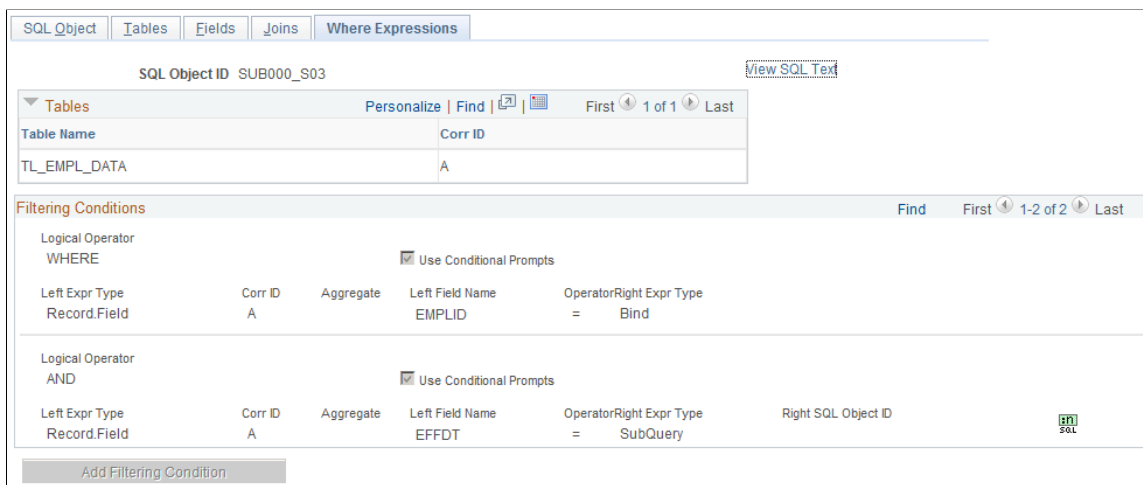 SQL Object Tables Fields Joins Where Expressions
SQL Object ID SUB000_S03 View SQL Text
Tables Personalize | Find | | First 1 of 1 Last
Table Name Corr ID
TL_EMPL_DATA A
Filtering Conditions Find First 1-2 of 2 Last
Logical Operator
WHERE Use Conditional Prompts
Left Expr Type Corr ID Aggregate Left Field Name OperatorRight Expr Type
Record.Field A EMPLID = Bind
Logical Operator
AND Use Conditional Prompts
Left Expr Type Corr ID Aggregate Left Field Name OperatorRight Expr Type Right SQL Object ID
Record.Field A EFFDT = SubQuery :n SQL
Add Filtering Condition